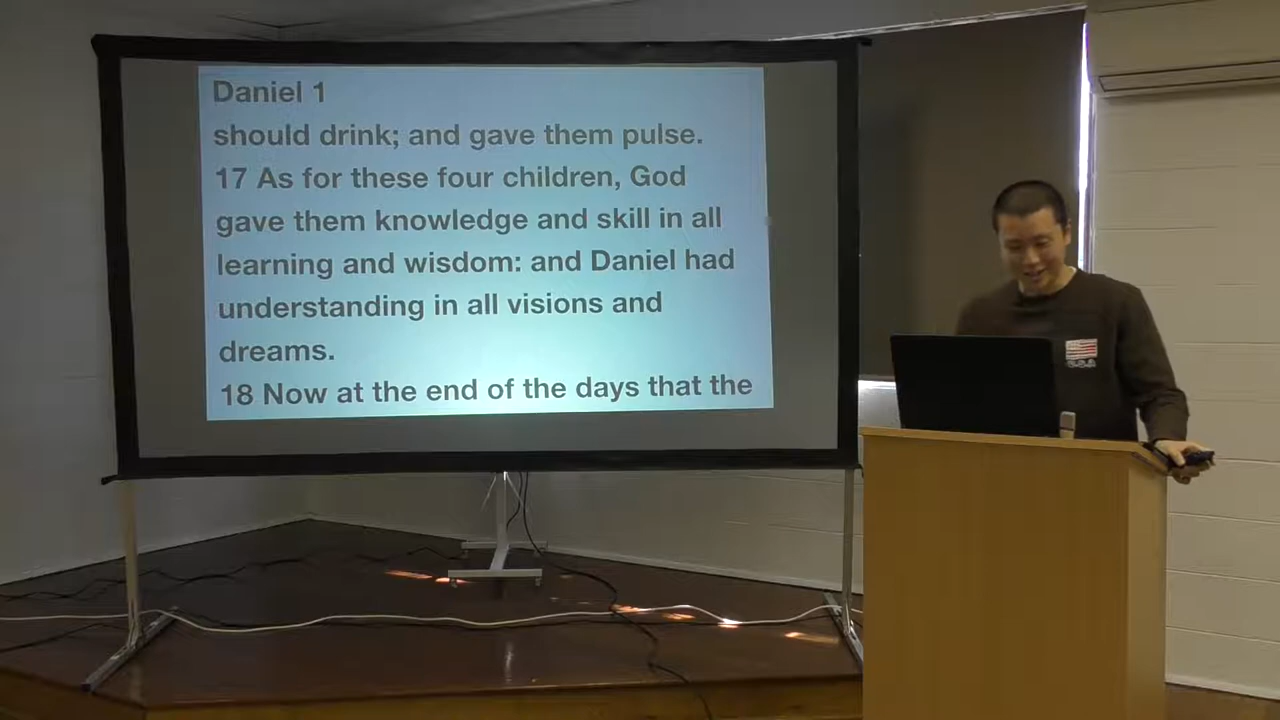 Daniel 1
should drink; and gave them pulse.
17 As for these four children, God
gave them knowledge and skill in all
learning and wisdom: and Daniel had
understanding in all visions and
dreams.
18 Now at the end of the days that the